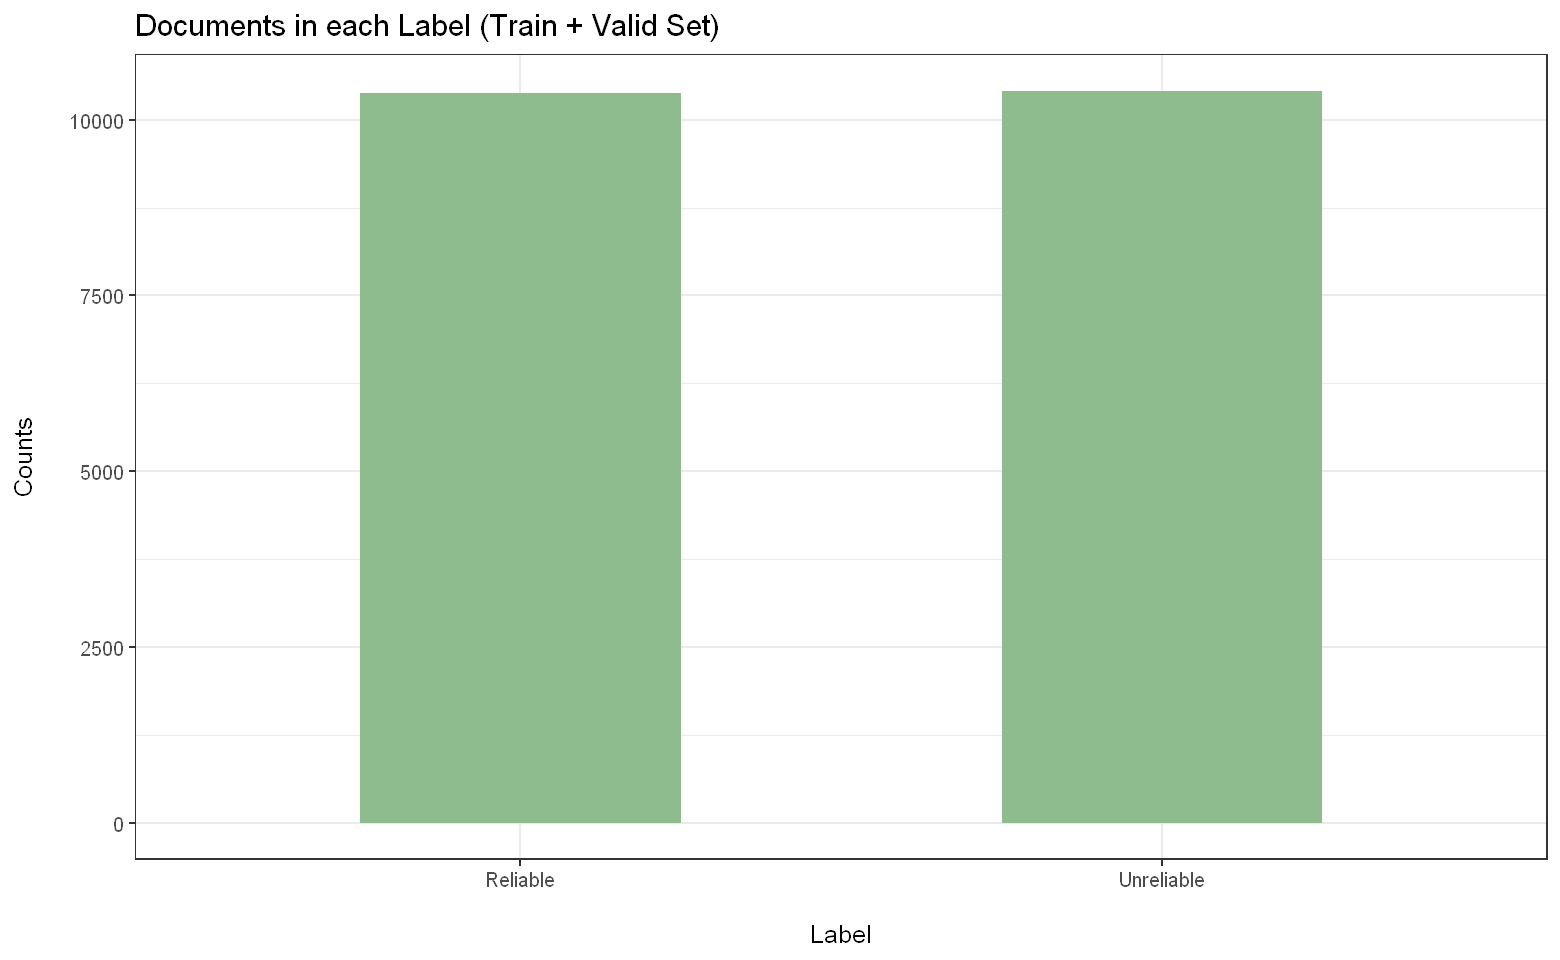 Documents in each Label (Train + Valid Set)
10000
7500
5000
2500
0
Counts
Reliable
Unreliable
Label